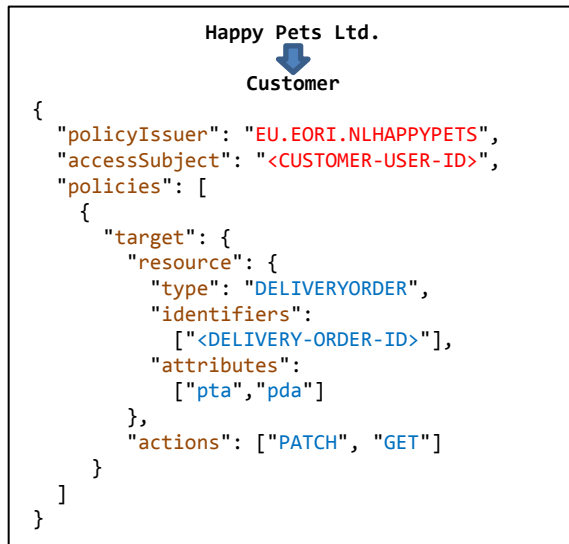 Happy Pets Ltd.
Customer
{
  "policyIssuer": "EU.EORI.NLHAPPYPETS",
  "accessSubject": "<CUSTOMER-USER-ID>",
  "policies": [
    {
      "target": {
        "resource": {
          "type": "DELIVERYORDER",
          "identifiers":
            ["<DELIVERY-ORDER-ID>"],
          "attributes":
            ["pta","pda"]
        },
        "actions": ["PATCH", "GET"]
      }
  ]
}